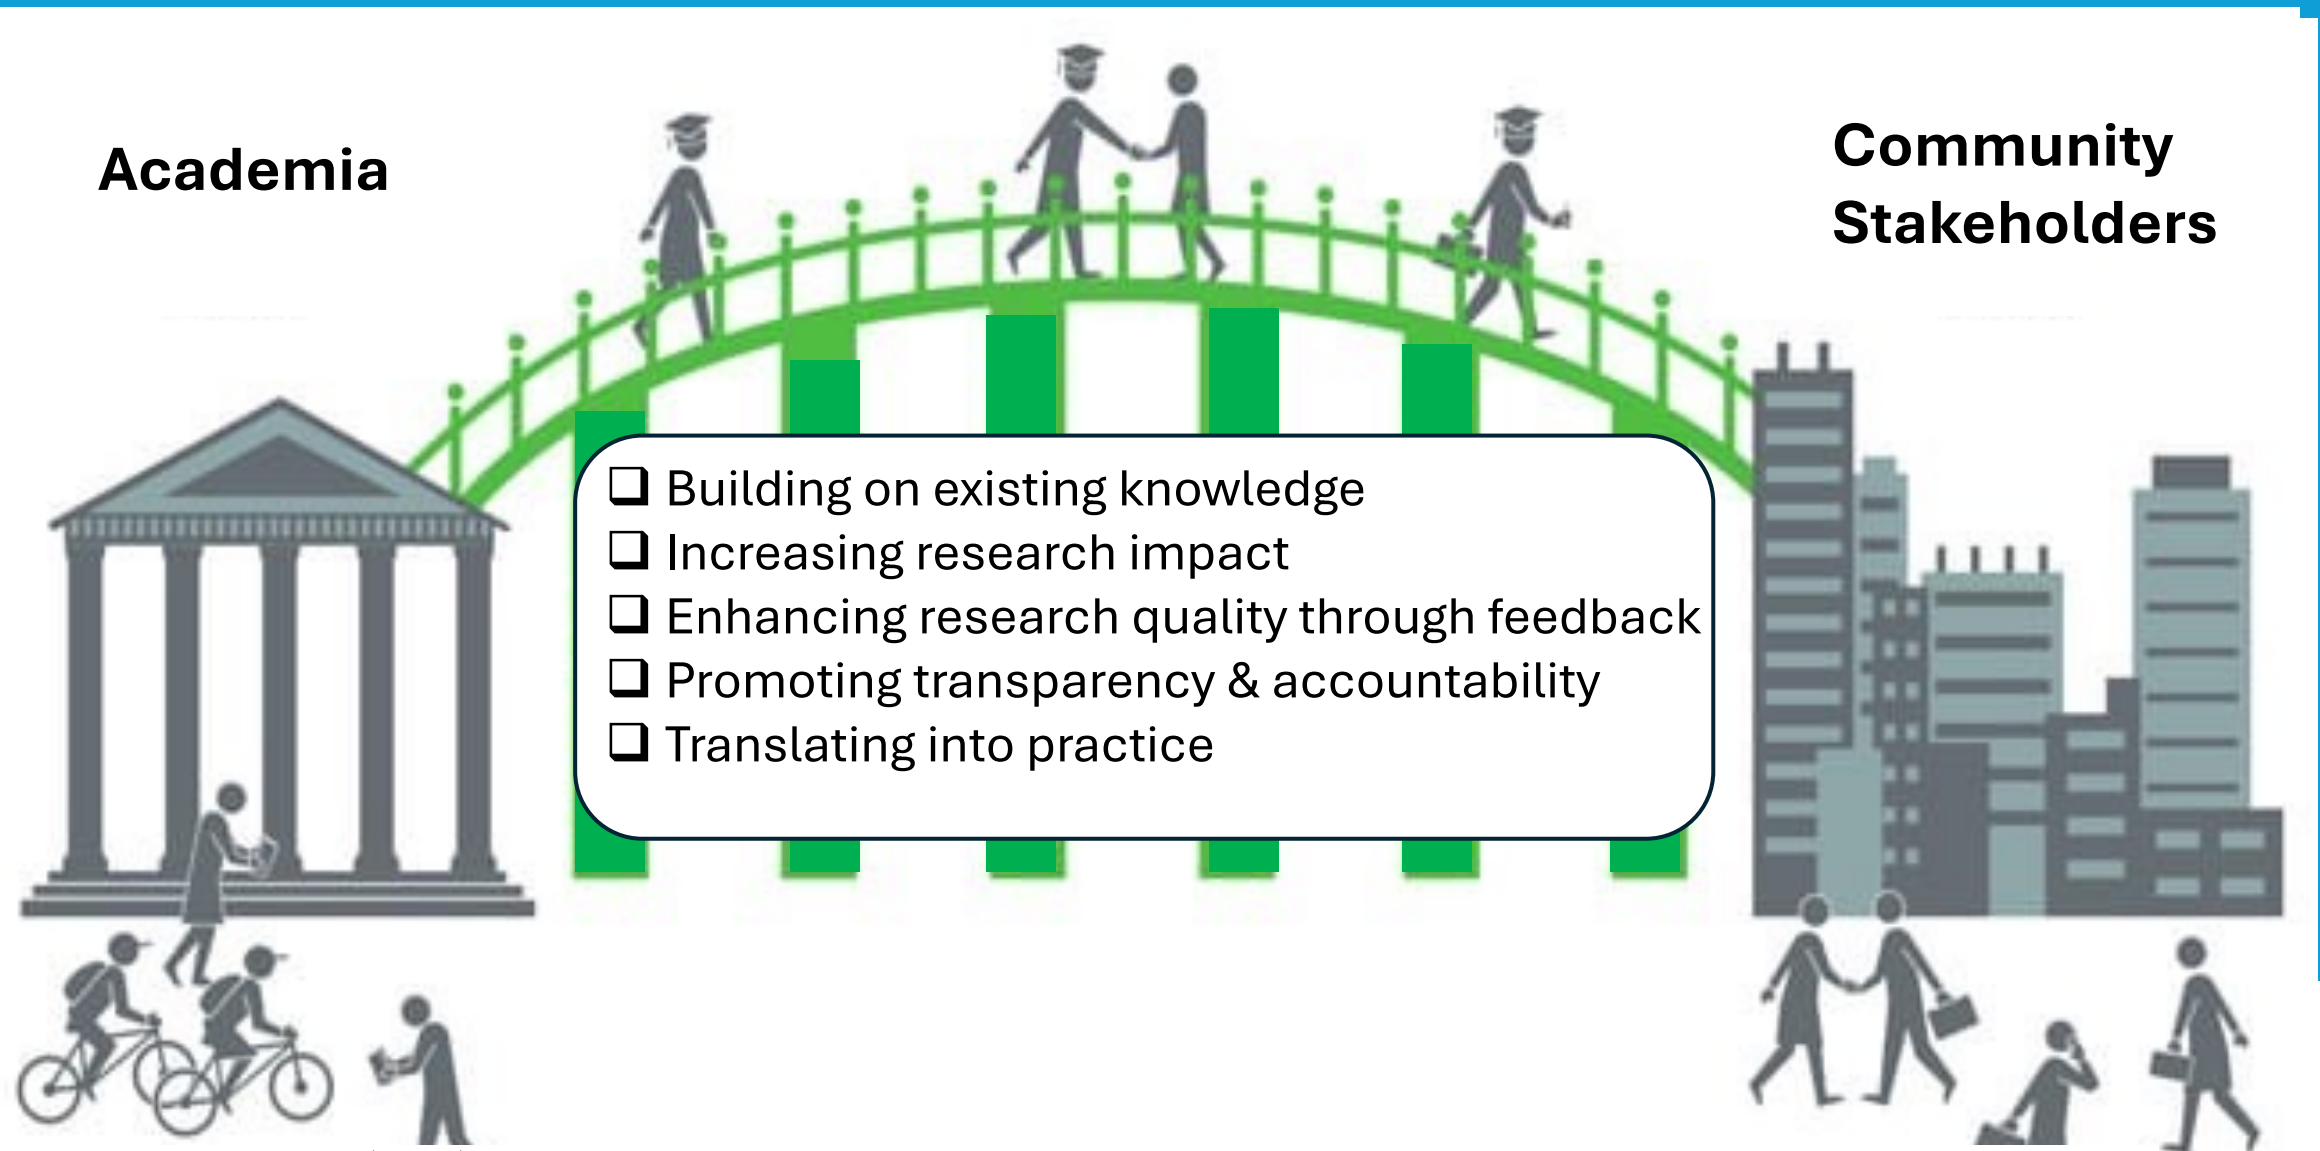 Academia
Community
Stakeholders
❑ Building on existing knowledge
❑ Increasing research impact
❑ Enhancing research quality through feedback
❑ Promoting transparency & accountability
❑ Translating into practice